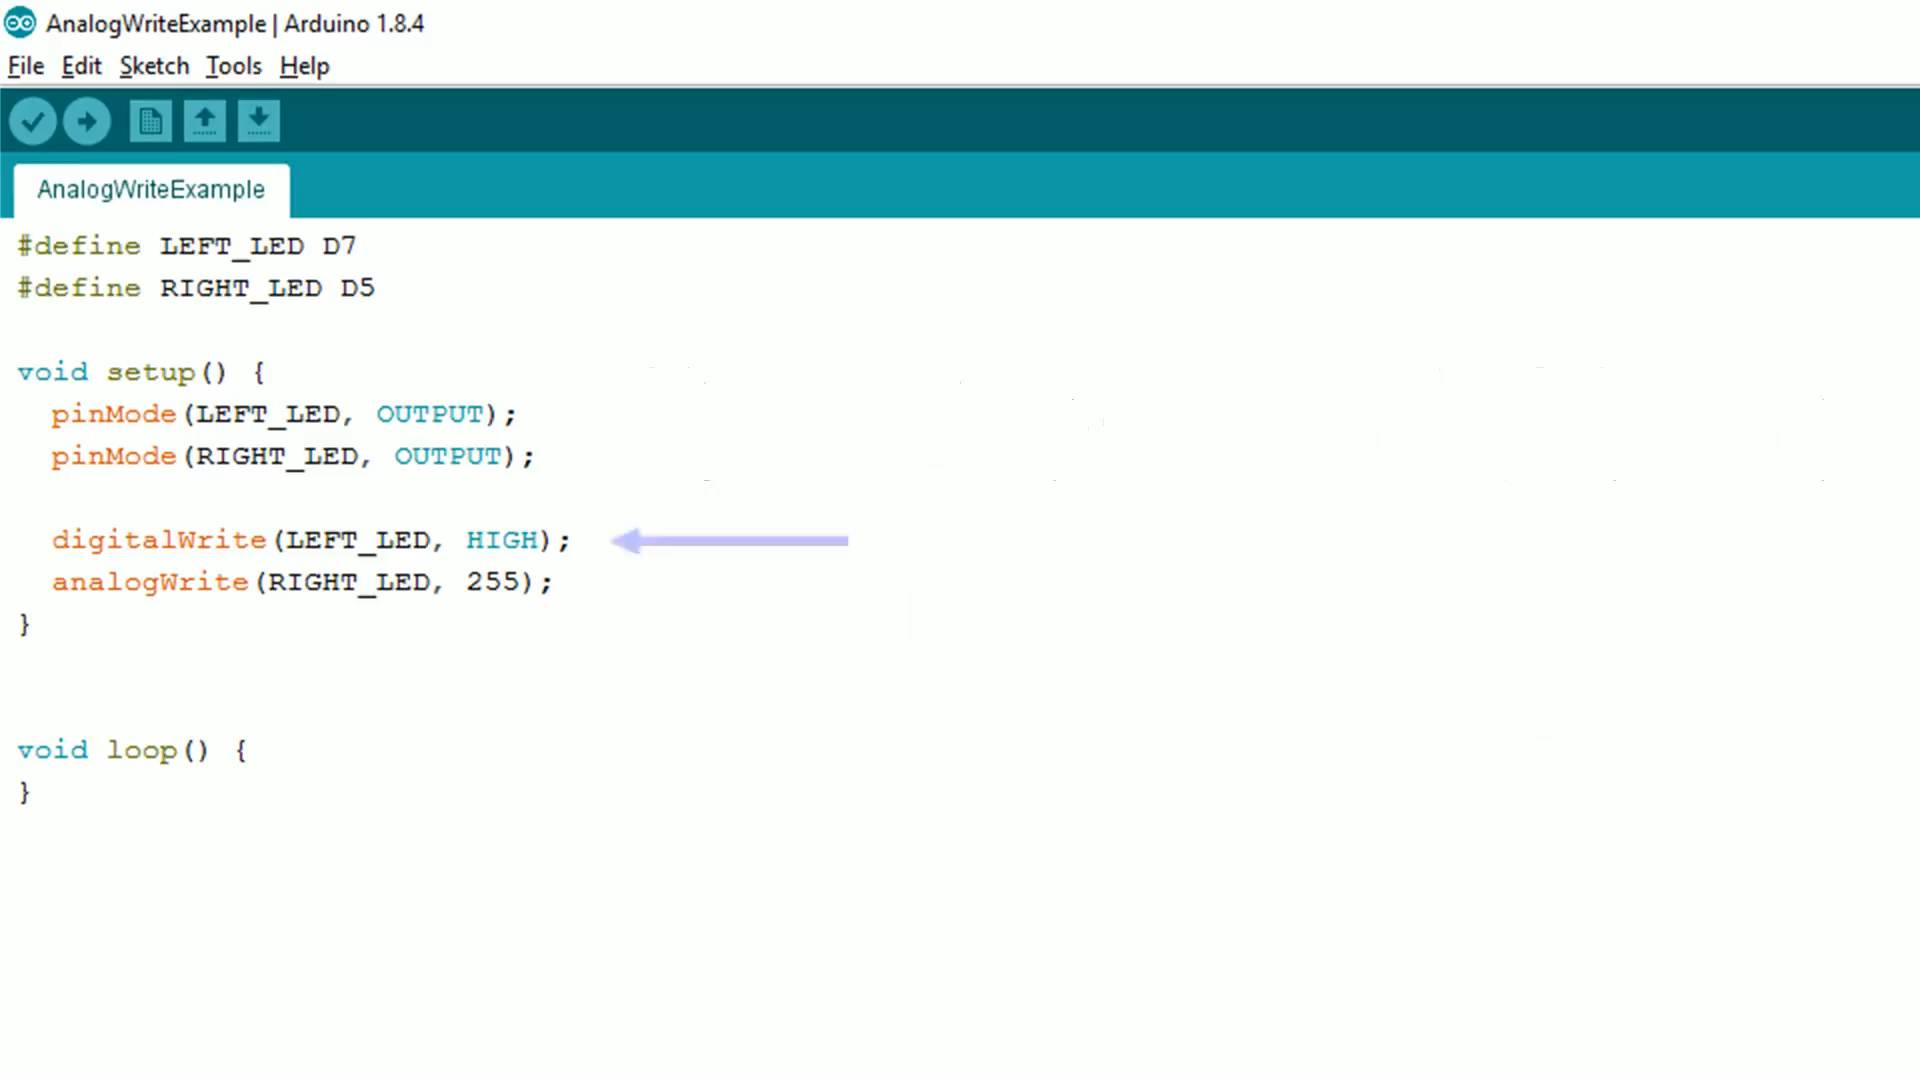 AnalogWriteExample | Arduino 1.8.4
File Edit Sketch Tools Help
AnalogWriteExample
#define LEFT_LED D7
#define RIGHT_LED D5
void setup() {
pinMode(LEFT_LED, OUTPUT);
pinMode(RIGHT_LED, OUTPUT);
digitalWrite(LEFT_LED, HIGH);
analogWrite(RIGHT_LED, 255);
}
void loop() {
}